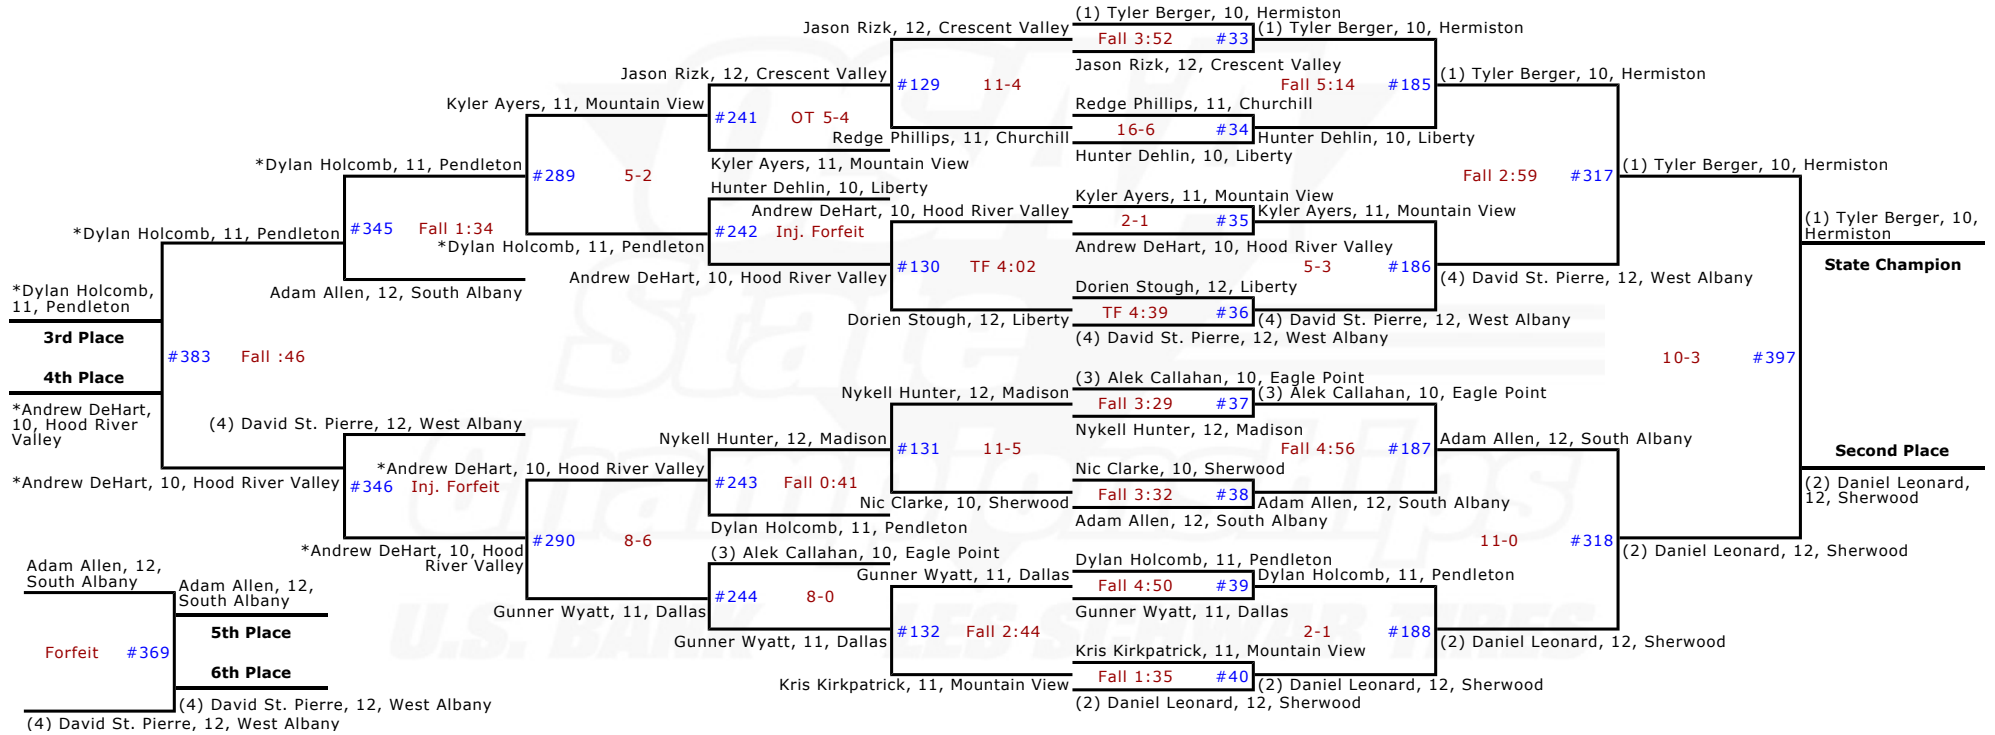 (1) Tyler Berger, 10, Hermiston
Jason Rizk, 12, Crescent Valley
Fall 3:52 #33
(1) Tyler Berger, 10, Hermiston
Jason Rizk, 12, Crescent Valley
Jason Rizk, 12, Crescent Valley
(1) Tyler Berger, 10, Hermiston
#129 11-4
Fall 5:14 #185
Kyler Ayers, 11, Mountain View
Redge Phillips, 11, Churchill
#241 OT 5-4
16-6 #34
Redge Phillips, 11, Churchill
Hunter Dehlin, 10, Liberty
Hunter Dehlin, 10, Liberty
Kyler Ayers, 11, Mountain View
*Dylan Holcomb, 11, Pendleton
(1) Tyler Berger, 10, Hermiston
#289 5-2
Fall 2:59 #317
Hunter Dehlin, 10, Liberty
Kyler Ayers, 11, Mountain View
Andrew DeHart, 10, Hood River Valley
2-1 #35
Kyler Ayers, 11, Mountain View
(1) Tyler Berger, 10,
Hermiston
*Dylan Holcomb, 11, Pendleton
#345 Fall 1:34
#242 Inj. Forfeit
*Dylan Holcomb, 11, Pendleton
Andrew DeHart, 10, Hood River Valley
State Champion
#130 TF 4:02
5-3 #186
Andrew DeHart, 10, Hood River Valley
(4) David St. Pierre, 12, West Albany
Adam Allen, 12, South Albany
Dorien Stough, 12, Liberty
*Dylan Holcomb,
11, Pendleton
TF 4:39 #36
Dorien Stough, 12, Liberty
(4) David St. Pierre, 12, West Albany
3rd Place
(4) David St. Pierre, 12, West Albany
#383 Fall :46
10-3 #397
4th Place
(3) Alek Callahan, 10, Eagle Point
Nykell Hunter, 12, Madison
Fall 3:29 #37
(3) Alek Callahan, 10, Eagle Point
*Andrew DeHart,
10, Hood River
Valley
(4) David St. Pierre, 12, West Albany
Nykell Hunter, 12, Madison
Nykell Hunter, 12, Madison
#131 11-5
Fall 4:56 #187
Adam Allen, 12, South Albany
Second Place
*Andrew DeHart, 10, Hood River Valley
Nic Clarke, 10, Sherwood
*Andrew DeHart, 10, Hood River Valley
#346 Inj. Forfeit
#243 Fall 0:41
Fall 3:32 #38
(2) Daniel Leonard,
12, Sherwood
Nic Clarke, 10, Sherwood
Adam Allen, 12, South Albany
Adam Allen, 12, South Albany
Dylan Holcomb, 11, Pendleton
#290 8-6
11-0 #318
*Andrew DeHart, 10, Hood
River Valley
(3) Alek Callahan, 10, Eagle Point
(2) Daniel Leonard, 12, Sherwood
Dylan Holcomb, 11, Pendleton
Adam Allen, 12,
South Albany
Gunner Wyatt, 11, Dallas
Fall 4:50 #39
Dylan Holcomb, 11, Pendleton
Adam Allen, 12,
South Albany
#244 8-0
Gunner Wyatt, 11, Dallas
Gunner Wyatt, 11, Dallas
5th Place
#132 Fall 2:44
2-1 #188
Gunner Wyatt, 11, Dallas
(2) Daniel Leonard, 12, Sherwood
Forfeit #369
Kris Kirkpatrick, 11, Mountain View
6th Place
Kris Kirkpatrick, 11, Mountain View
Fall 1:35 #40
(2) Daniel Leonard, 12, Sherwood
(2) Daniel Leonard, 12, Sherwood
(4) David St. Pierre, 12, West Albany
(4) David St. Pierre, 12, West Albany
OSAA
State
Championships
U.S. BANK LES SCHWAB TIRES